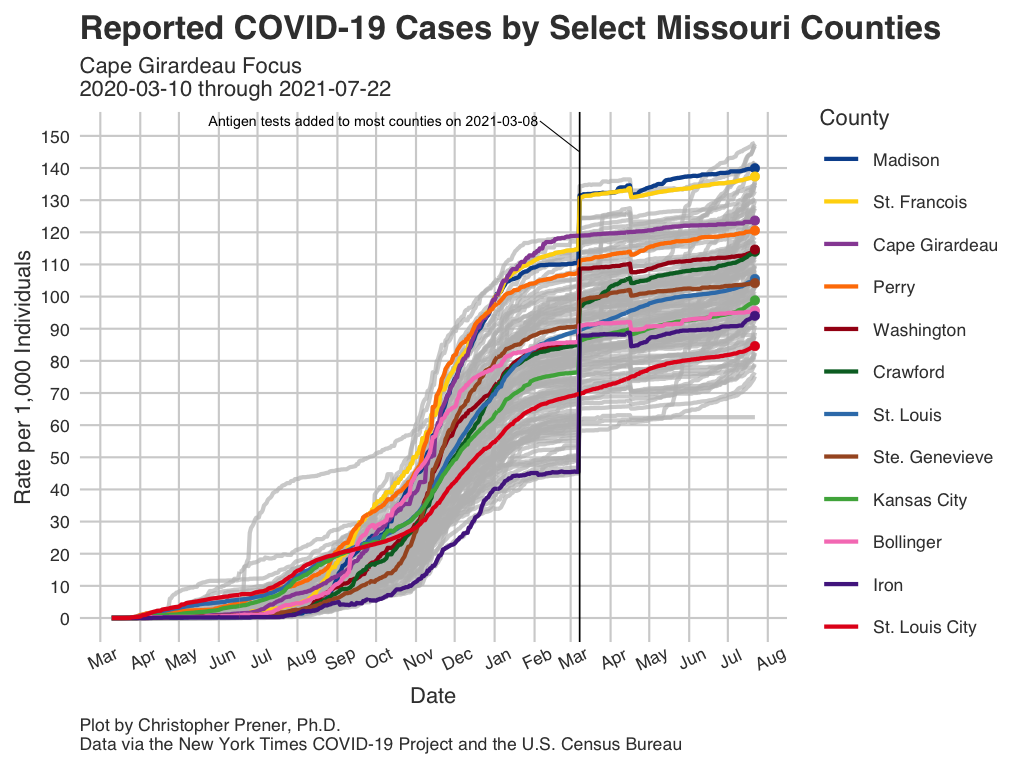 Reported COVID-19 Cases by Select Missouri Counties
Cape Girardeau Focus
2020-03-10 through 2021-07-22
Antigen tests added to most counties on 2021-03-08
Rate per 1,000 Individuals
150
140
130
120
110
100
90
80
70
60
50
40
30
20
10
0
Mar Apr May Jun Jul Aug Sep Oct Nov Dec Jan Feb Mar Apr May Jun Jul Aug
Date
County
Madison
St. Francois
Cape Girardeau
Perry
Washington
Crawford
St. Louis
Ste. Genevieve
Kansas City
Bollinger
Iron
St. Louis City
Plot by Christopher Prener, Ph.D.
Data via the New York Times COVID-19 Project and the U.S. Census Bureau